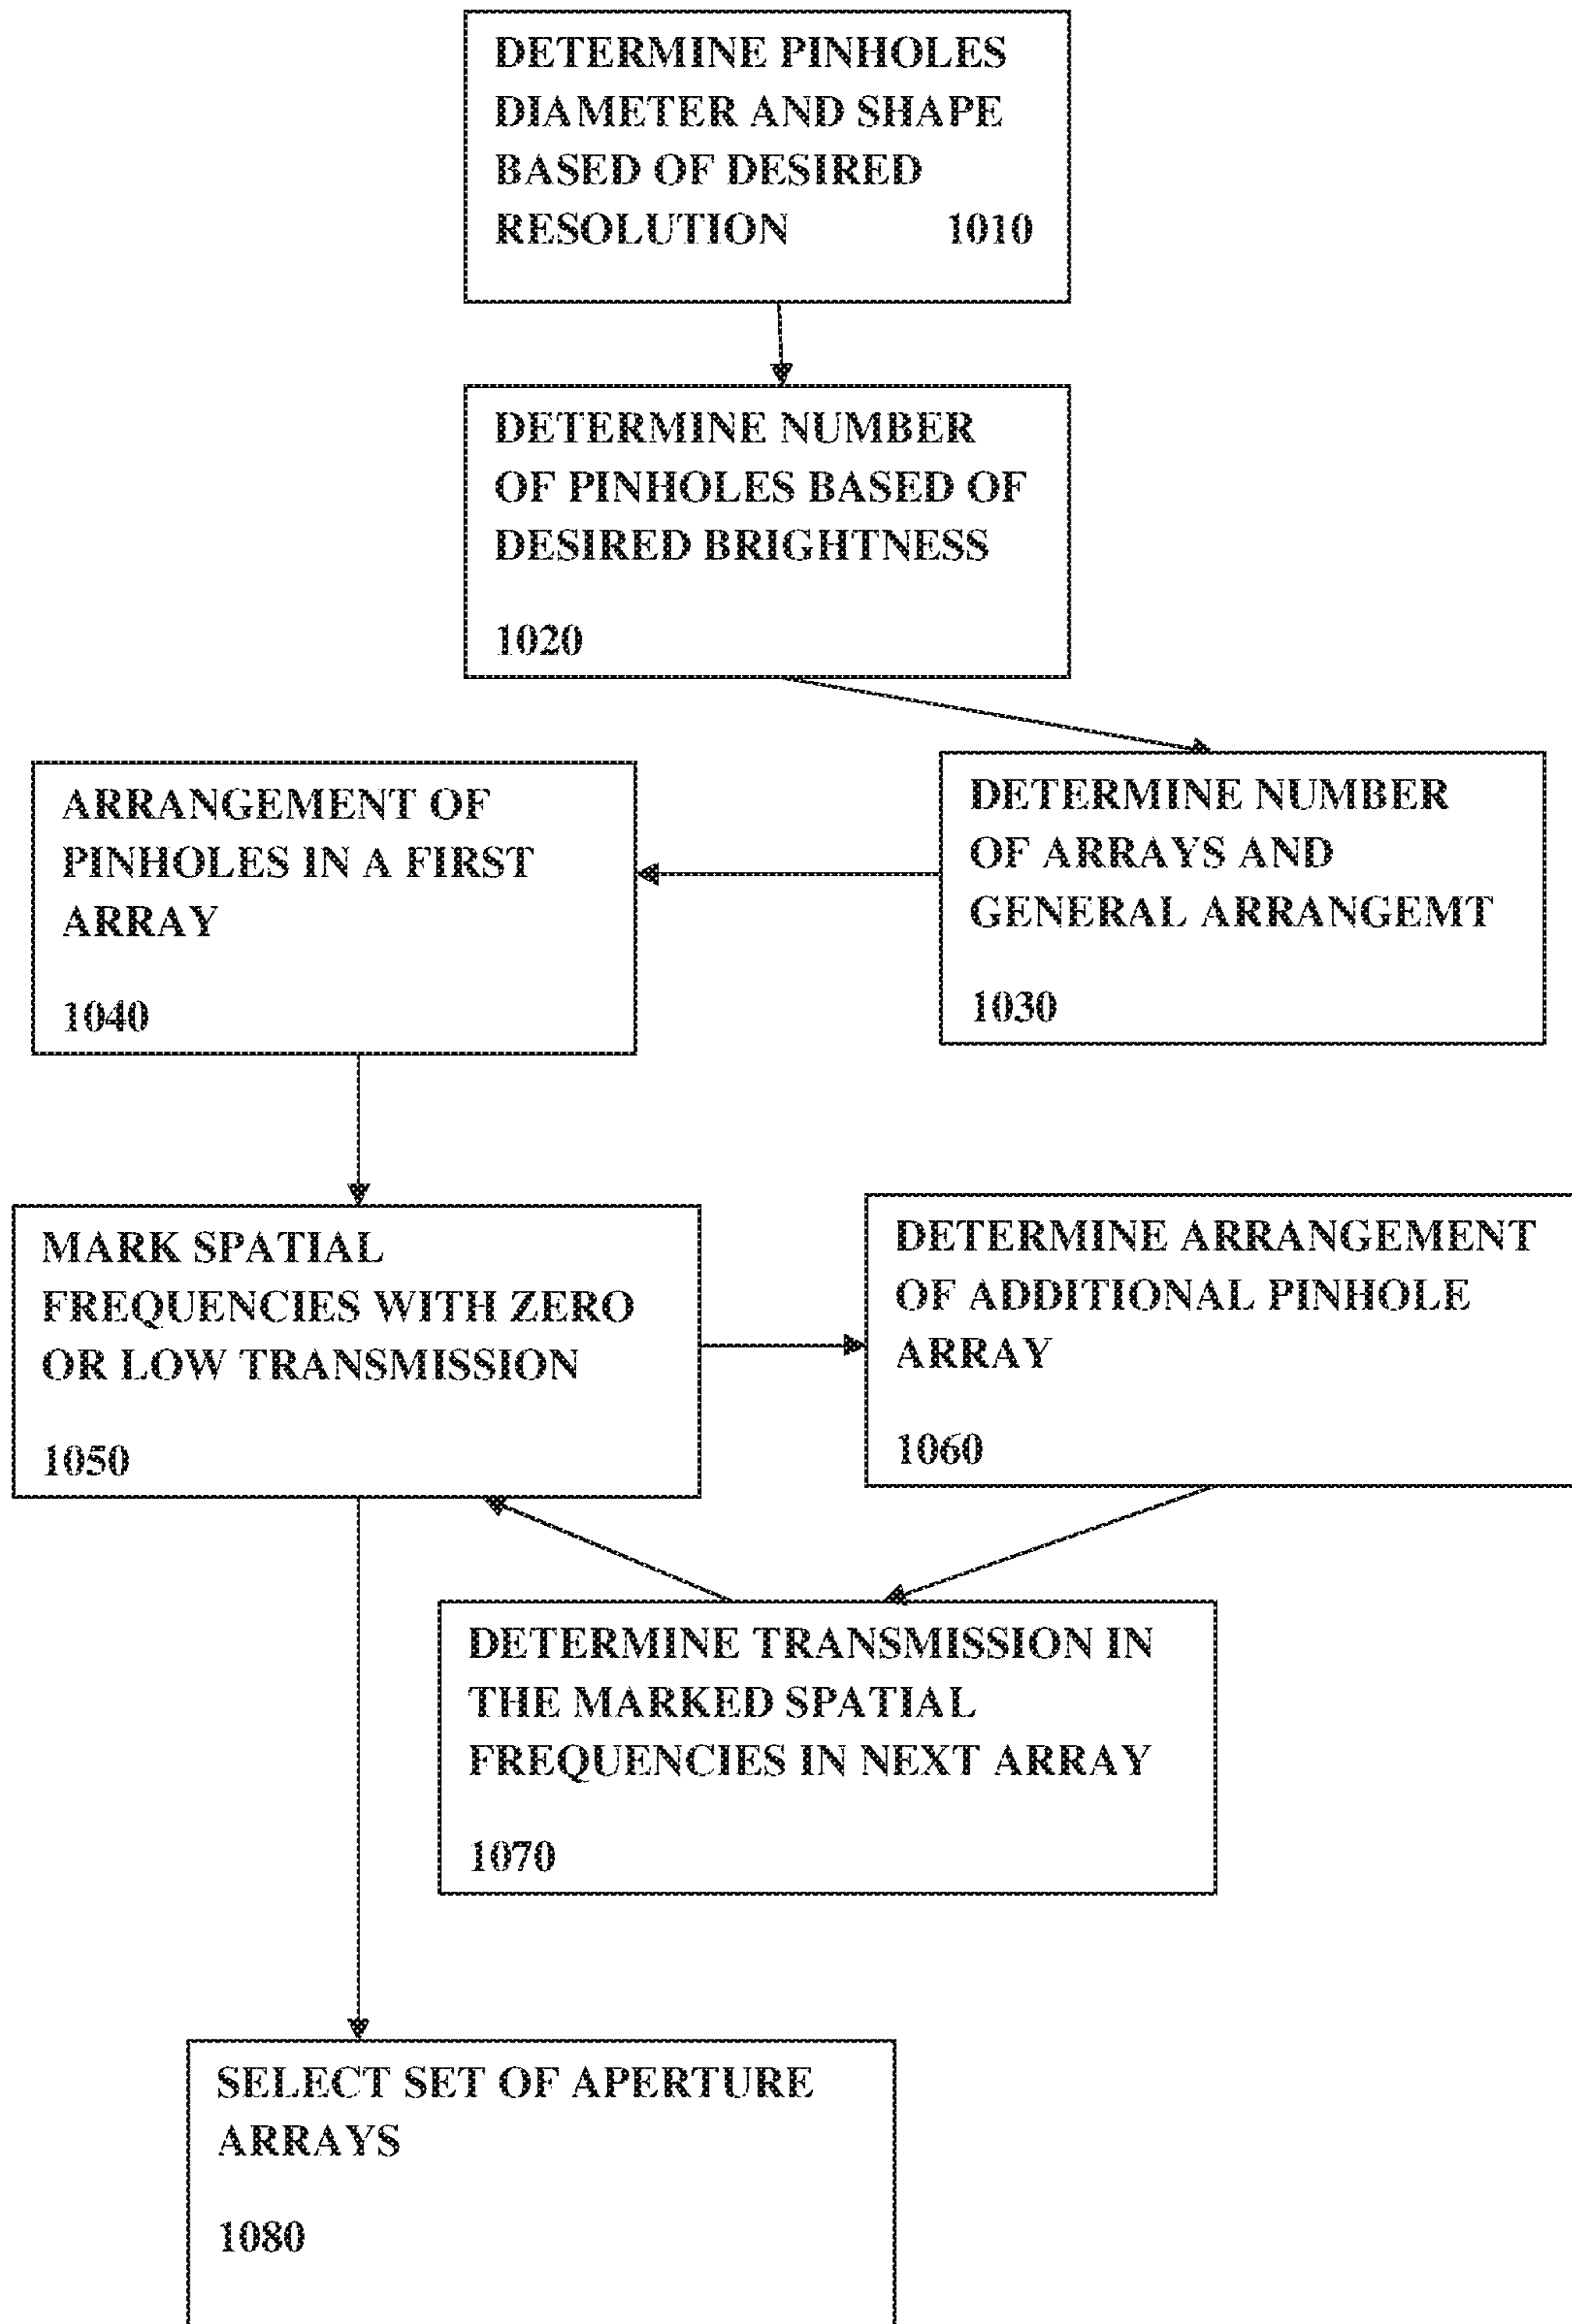 DETERMINE PINHOLES
DIAMETER AND SHAPE
BASED OF DESIRED
RESOLUTION 1010
DETERMINE NUMBER
OF PINHOLES BASED OF
DESIRED BRIGHTNESS
1020
DETERMINE NUMBER
OF ARRAYS AND
GENERAL ARRANGEMT
1030
ARRANGEMENT OF
PINHOLES IN A FIRST
ARRAY
1040
MARK SPATIAL
FREQUENCIES WITH ZERO
OR LOW TRANSMISSION
1050
DETERMINE ARRANGEMENT
OF ADDITIONAL PINHOLE
ARRAY
1060
DETERMINE TRANSMISSION IN
THE MARKED SPATIAL
FREQUENCIES IN NEXT ARRAY
1070
SELECT SET OF APERTURE
ARRAYS
1080